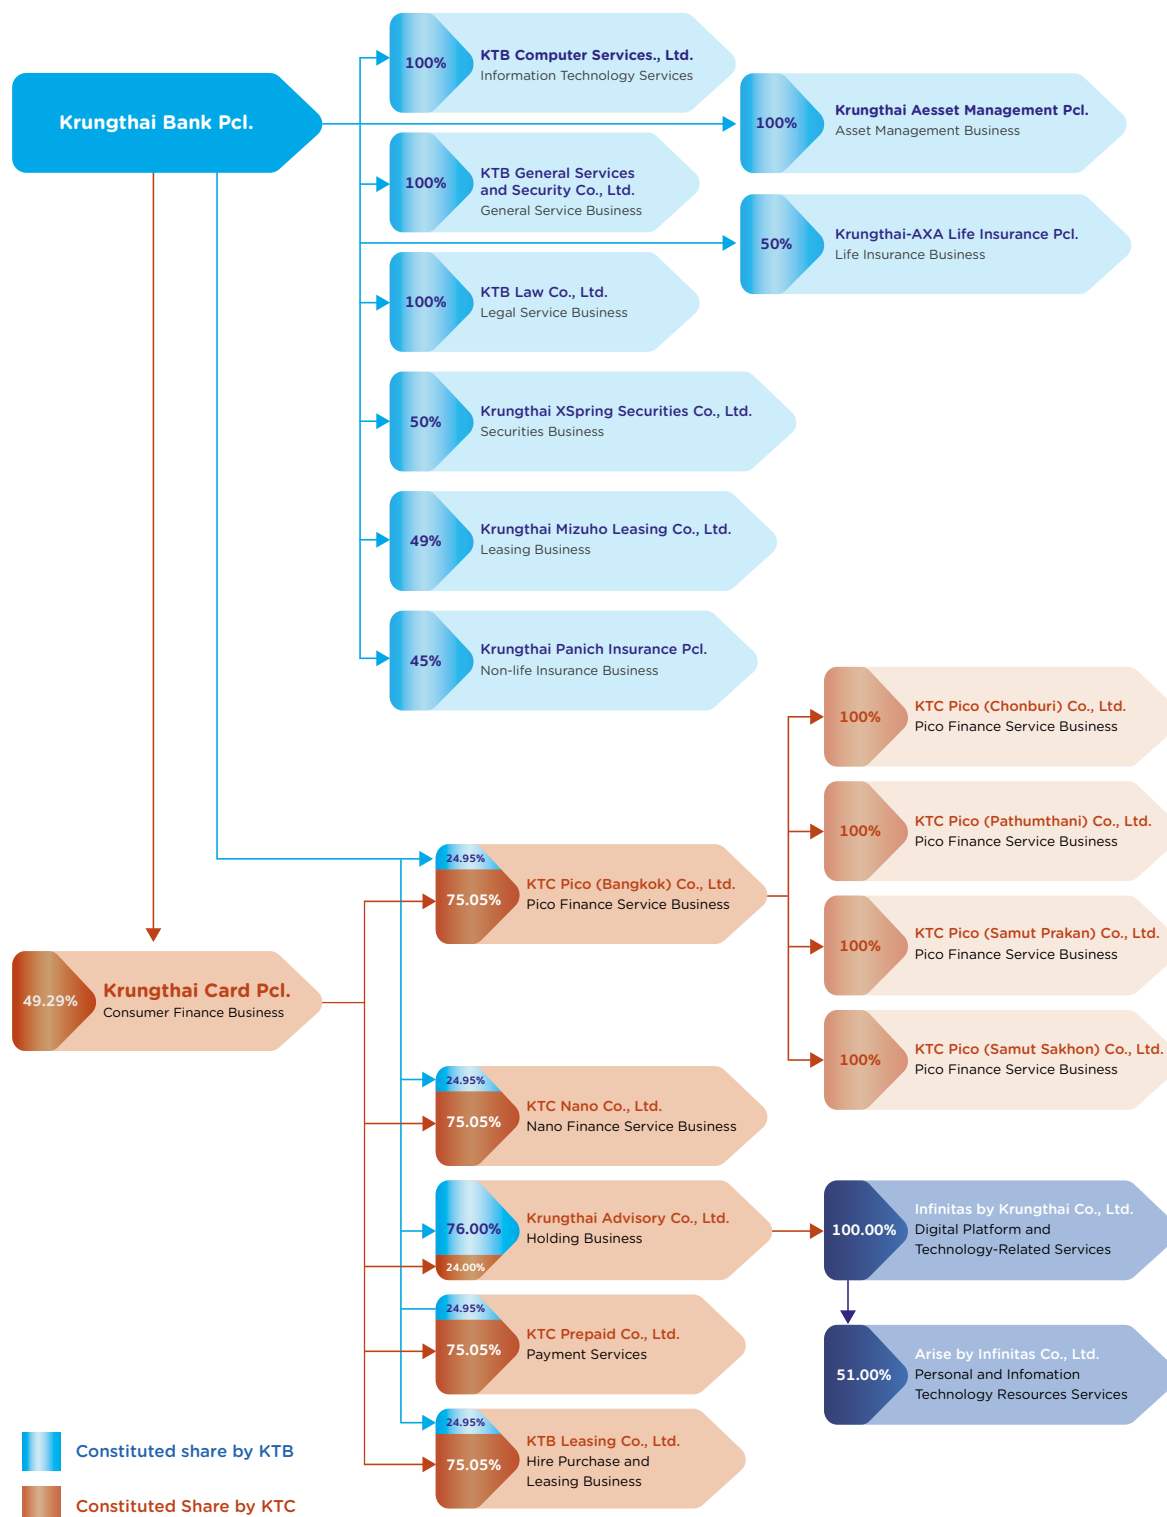 Krungthai Bank Pcl.
100%
KTB Computer Services., Ltd.
Information Technology Services
100%
Krungthai Aesset Management Pcl.
Asset Management Business
100%
KTB General Services
and Security Co., Ltd.
General Service Business
50%
Krungthai-AXA Life Insurance Pcl.
Life Insurance Business
100%
KTB Law Co., Ltd.
Legal Service Business
50%
Krungthai XSpring Securities Co., Ltd.
Securities Business
49%
Krungthai Mizuho Leasing Co., Ltd.
Leasing Business
45%
Krungthai Panich Insurance Pcl.
Non-life Insurance Business
49.29%
Krungthai Card Pcl.
Consumer Finance Business
24.95%
75.05%
KTC Pico (Bangkok) Co., Ltd.
Pico Finance Service Business
100%
KTC Pico (Chonburi) Co., Ltd.
Pico Finance Service Business
100%
KTC Pico (Pathumthani) Co., Ltd.
Pico Finance Service Business
100%
KTC Pico (Samut Prakan) Co., Ltd.
Pico Finance Service Business
100%
KTC Pico (Samut Sakhon) Co., Ltd.
Pico Finance Service Business
24.95%
75.05%
KTC Nano Co., Ltd.
Nano Finance Service Business
76.00%
24.00%
Krungthai Advisory Co., Ltd.
Holding Business
100.00%
Infinitas by Krungthai Co., Ltd.
Digital Platform and
Technology-Related Services
24.95%
75.05%
KTC Prepaid Co., Ltd.
Payment Services
51.00%
Arise by Infinitas Co., Ltd.
Personal and Infomation
Technology Resources Services
24.95%
75.05%
KTB Leasing Co., Ltd.
Hire Purchase and
Leasing Business
Constituted share by KTB
Constituted Share by KTC